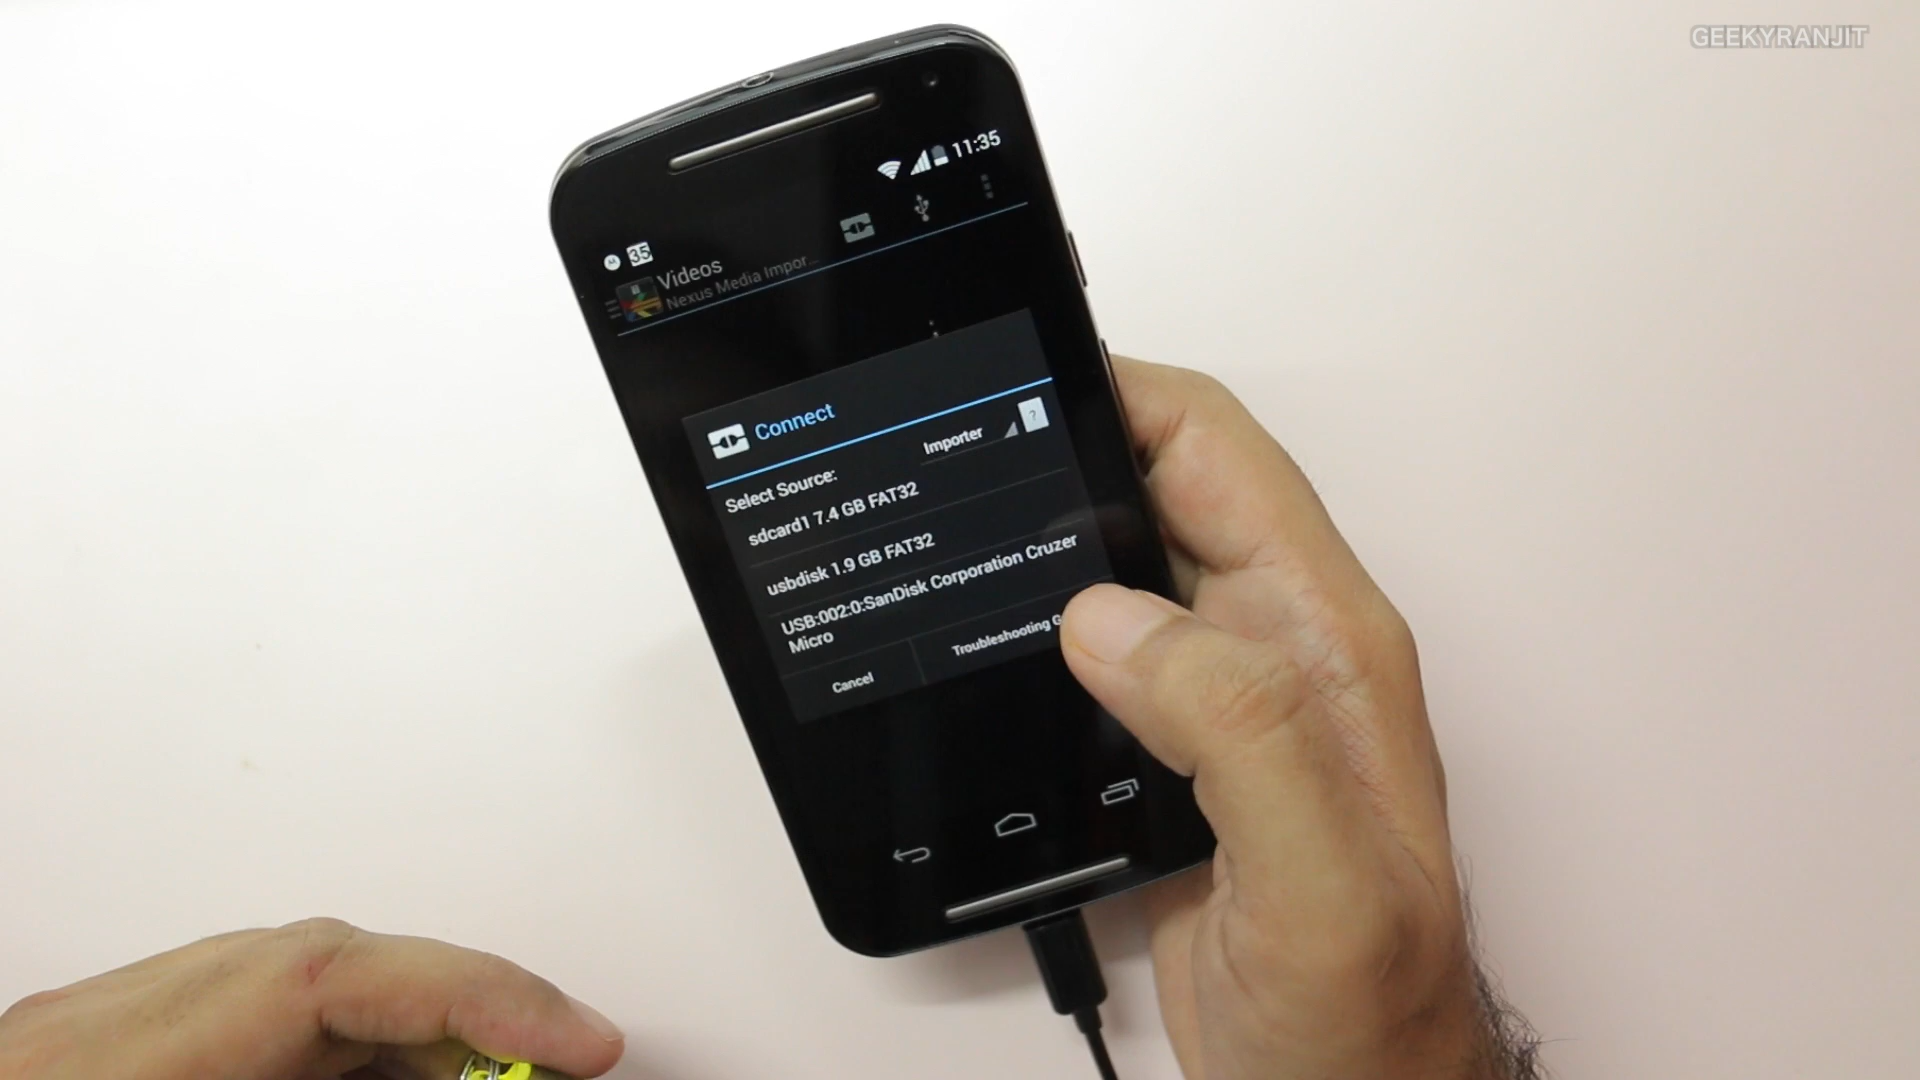 GEEKYRANJIT
11:35
35
Videos
Nexus Media Impor...
Connect
Importer
?
Select Source:
sdcard1 7.4 GB FAT32
usbdisk 1.9 GB FAT32
USB:002:0:SanDisk Corporation Cruzer
Micro
Cancel
Troubleshooting